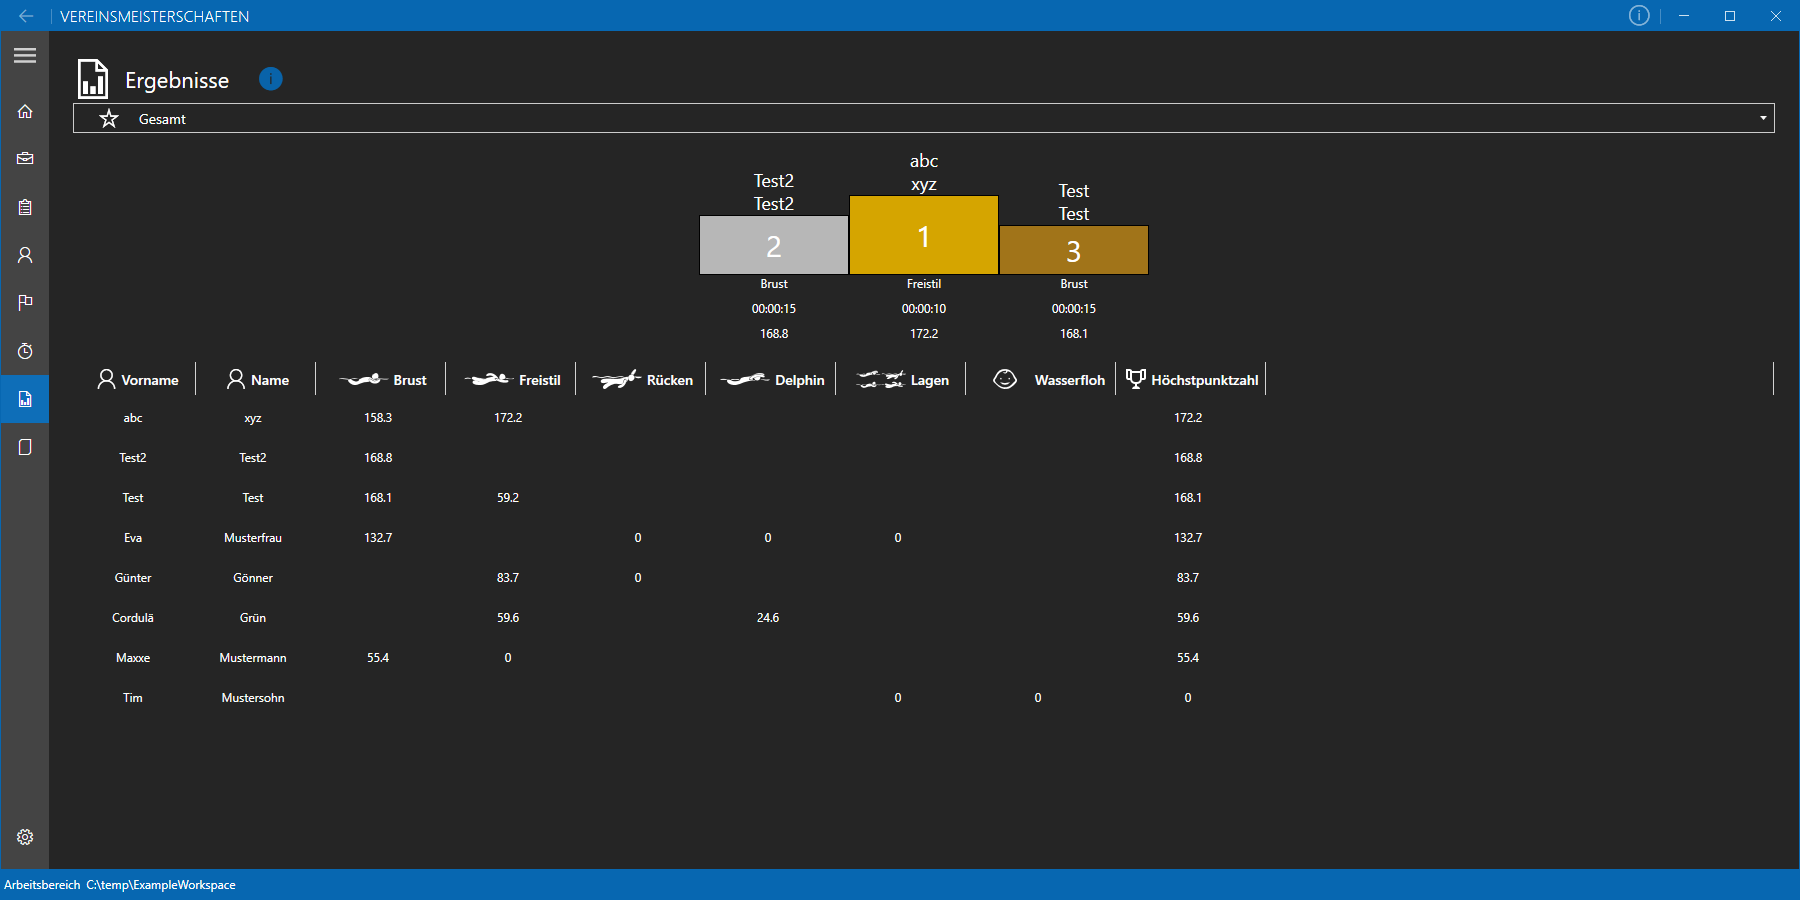 VEREINSMEISTERSCHAFTEN
Ergebnisse
Gesamt
abc
xyz
Test2
Test2
Test
Test
2
1
3
Brust
Freistil
Brust
00:00:15
00:00:10
00:00:15
168.8
172.2
168.1
Vorname Name Brust Freistil Rücken Delphin Lagen Wasserfloh Höchstpunktzahl
abc xyz 158.3 172.2 172.2
Test2 Test2 168.8 168.8
Test Test 168.1 59.2 168.1
Eva Musterfrau 132.7 0 0 0 132.7
Günter Gönner 83.7 0 83.7
Cordulä Grün 59.6 24.6 59.6
Maxxe Mustermann 55.4 0 55.4
Tim Mustersohn 0 0 0
Arbeitsbereich C:\temp\ExampleWorkspace